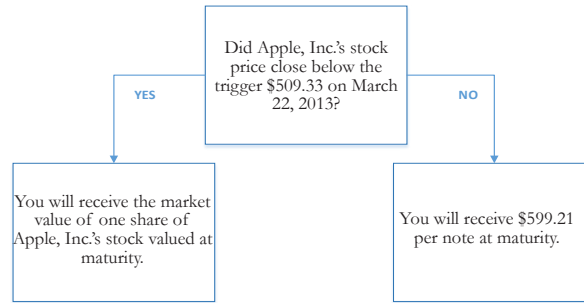 Did Apple, Inc.'s stock
price close below the
trigger $509.33 on March
22, 2013?
YES
NO
You will receive the market
value of one share of
Apple, Inc.'s stock valued at
maturity.
You will receive $599.21
per note at maturity.